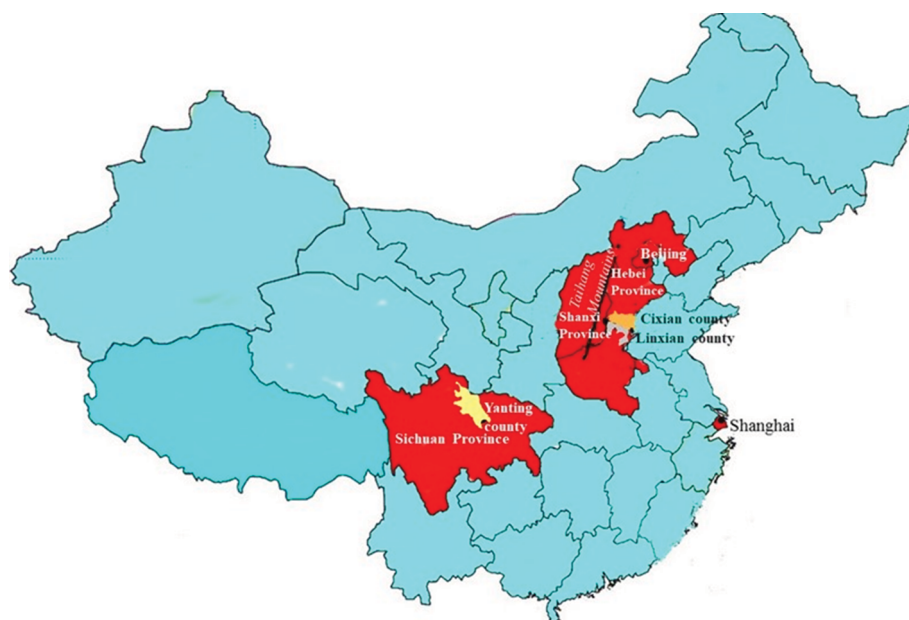 Beijing
Taihang
Mountains
Hebei
Province
Shanxi
Province
Cixian county
Linxian county
Yanting
county
Sichuan Province
Shanghai